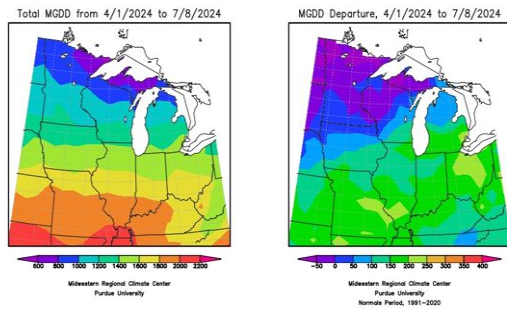 Total MGDD from 4/1/2024 to 7/8/2024
600 800 1000 1200 1400 1600 1800 2000 2200
Midwestern Regional Climate Center
Purdue University
MGDD Departure, 4/1/2024 to 7/8/2024
-50 0 50 100 150 200 250 300 350 400
Midwestern Regional Climate Center
Purdue University
Normals Period, 1991-2020